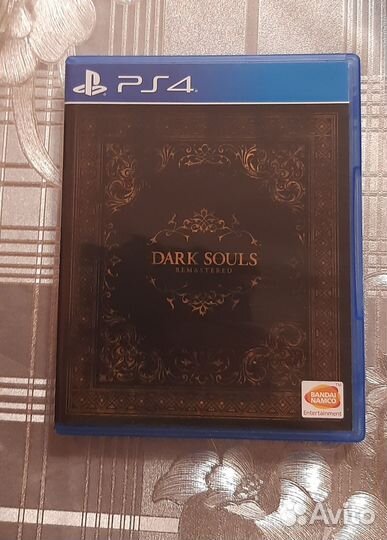 PS4
DARK SOULS
REMASTERED
BANDAI
NAMCO
Entertainment
Avito